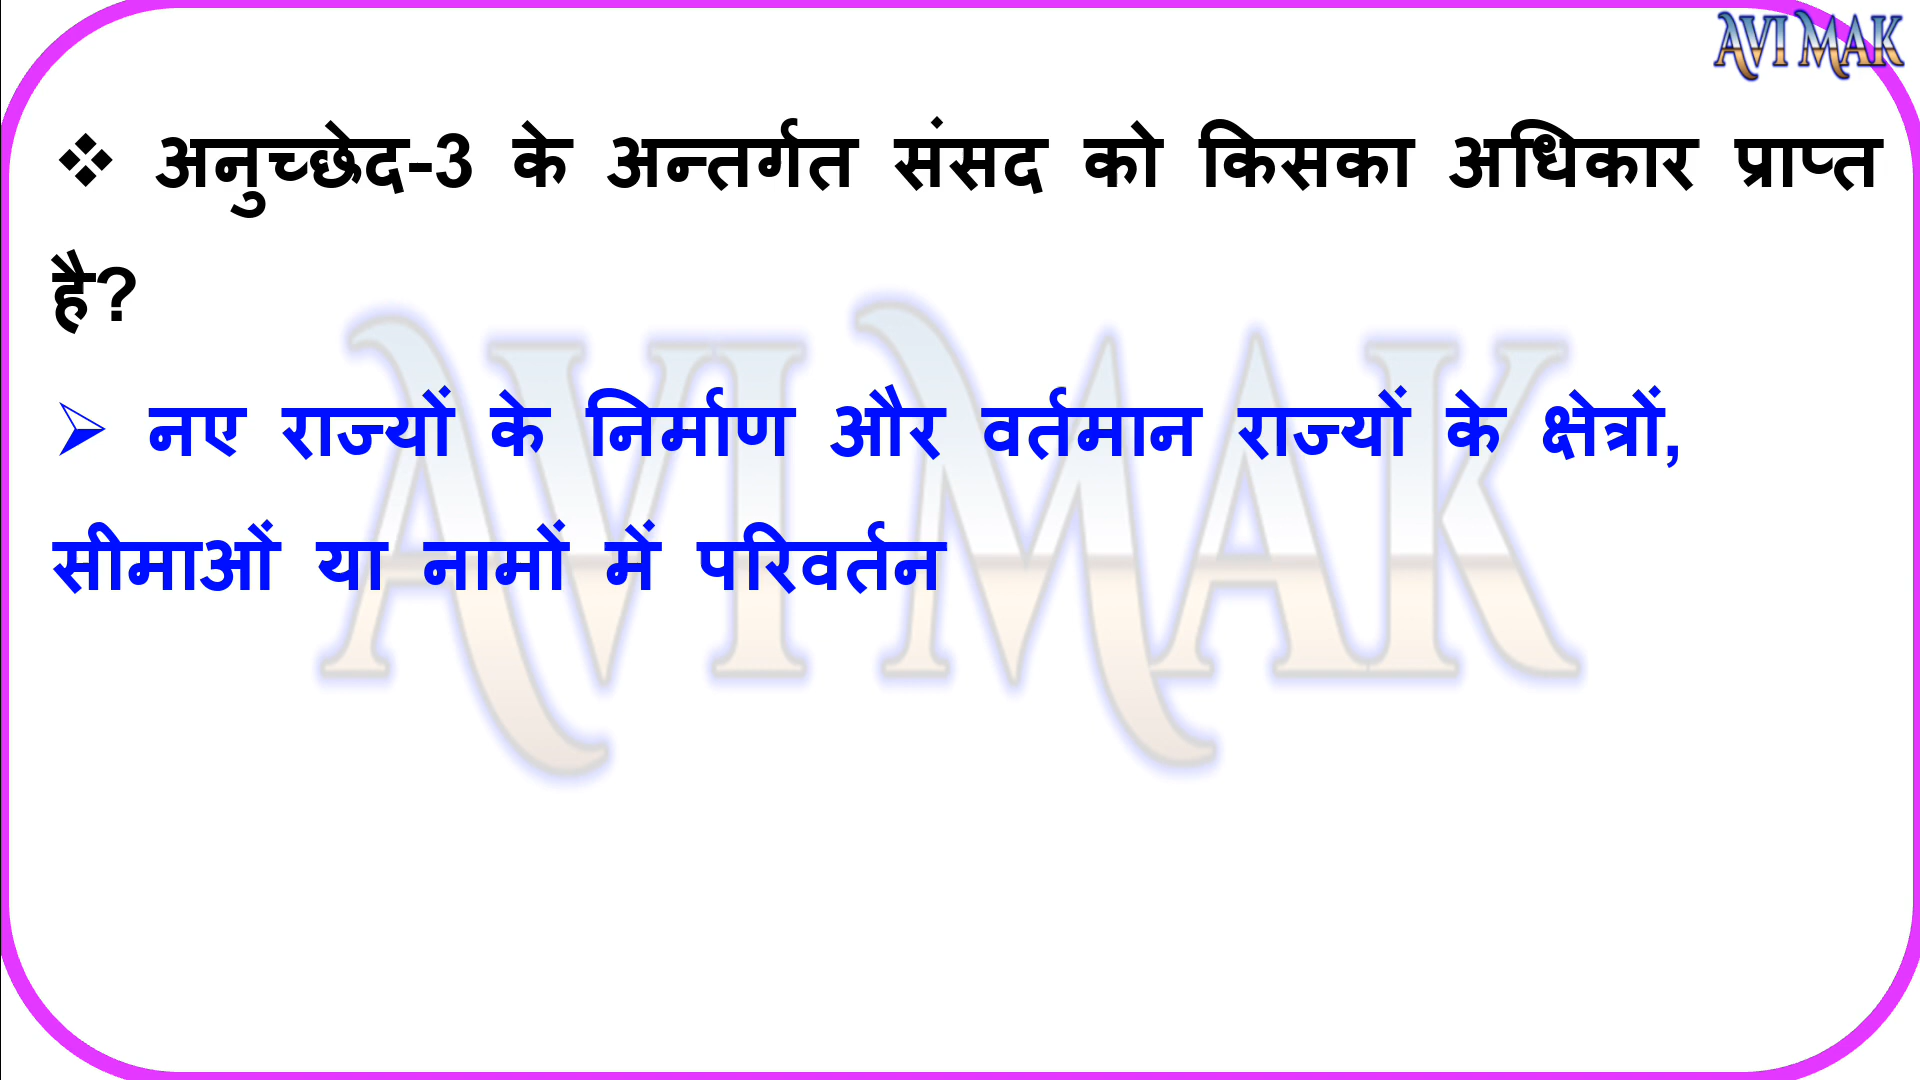 AVI MAK
❖ अनुच्छेद-3 के अन्तर्गत संसद को किसका अधिकार प्राप्त
है?
➢ नए राज्यों के निर्माण और वर्तमान राज्यों के क्षेत्रों,
सीमाओं या नामों में परिवर्तन
AVI MAK